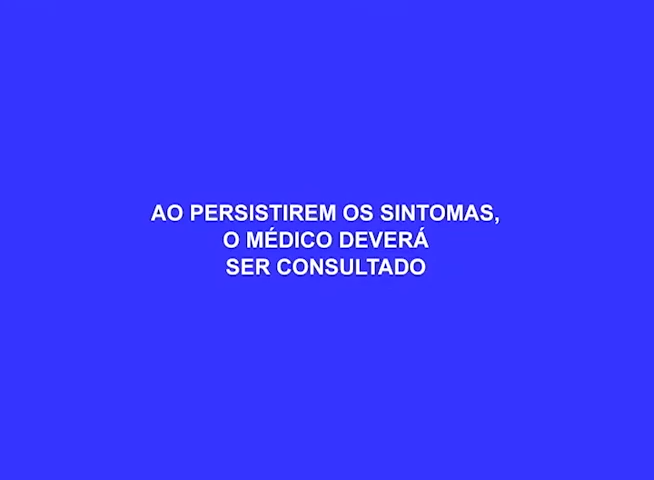 AO PERSISTIREM OS SINTOMAS,
O MÉDICO DEVERÁ
SER CONSULTADO